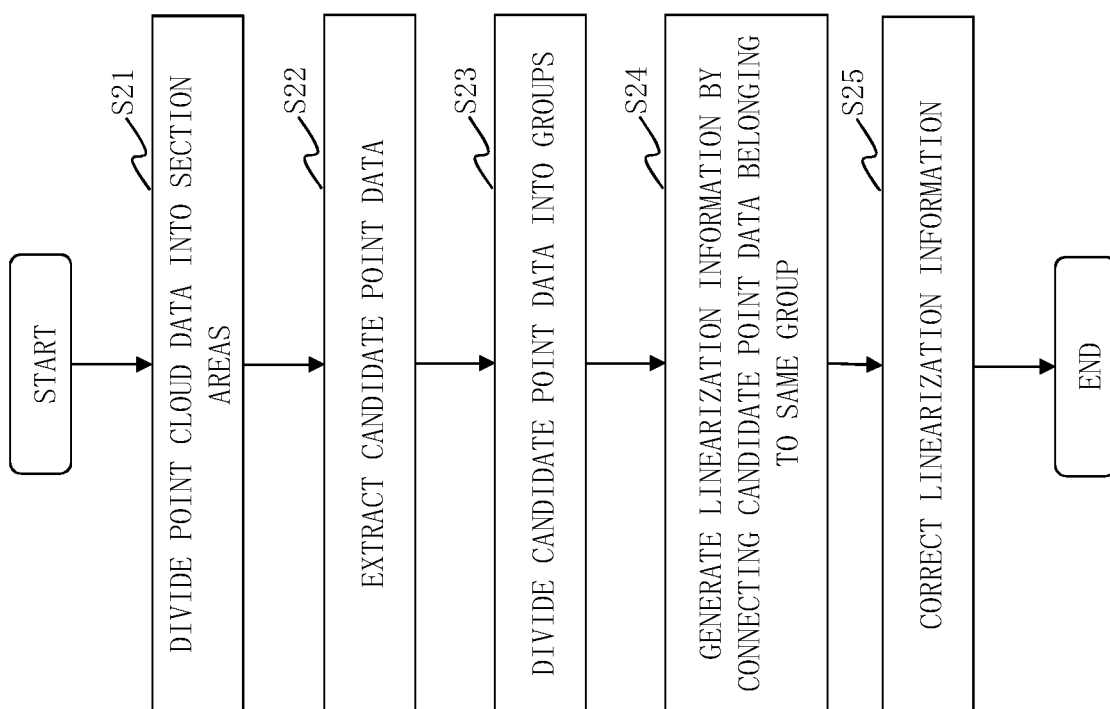 START
S21
DIVIDE POINT CLOUD DATA INTO SECTION
AREAS
S22
EXTRACT CANDIDATE POINT DATA
S23
DIVIDE CANDIDATE POINT DATA INTO GROUPS
S24
GENERATE LINEARIZATION INFORMATION BY
CONNECTING CANDIDATE POINT DATA BELONGING
TO SAME GROUP
S25
CORRECT LINEARIZATION INFORMATION
END